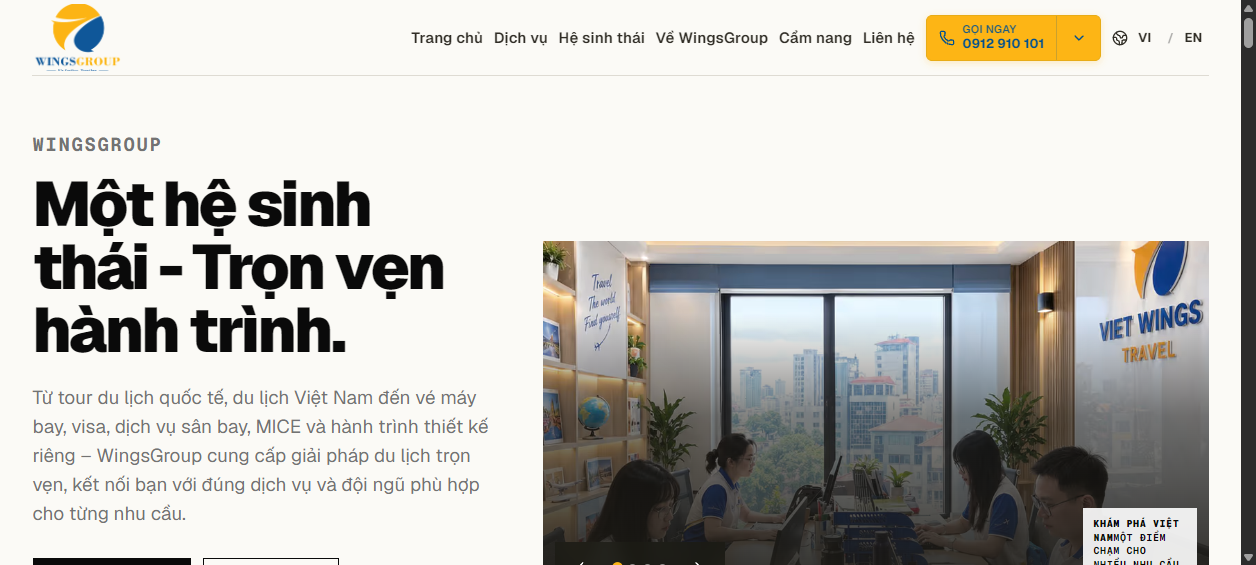 WINGSGROUP
Trang chủ Dịch vụ Hệ sinh thái Về WingsGroup Cẩm nang Liên hệ
GỌI NGAY
0912 910 101
VI / EN
WINGSGROUP
Một hệ sinh
thái - Trọn vẹn
hành trình.
Từ tour du lịch quốc tế, du lịch Việt Nam đến vé máy
bay, visa, dịch vụ sân bay, MICE và hành trình thiết kế
riêng – WingsGroup cung cấp giải pháp du lịch trọn
vẹn, kết nối bạn với đúng dịch vụ và đội ngũ phù hợp
cho từng nhu cầu.
Travel
The world
Find yourself
VIET WINGS
TRAVEL
KHÁM PHÁ VIỆT
NAMMỘT ĐIỂM
CHẠM CHO
NHIỀU NHU CẦU